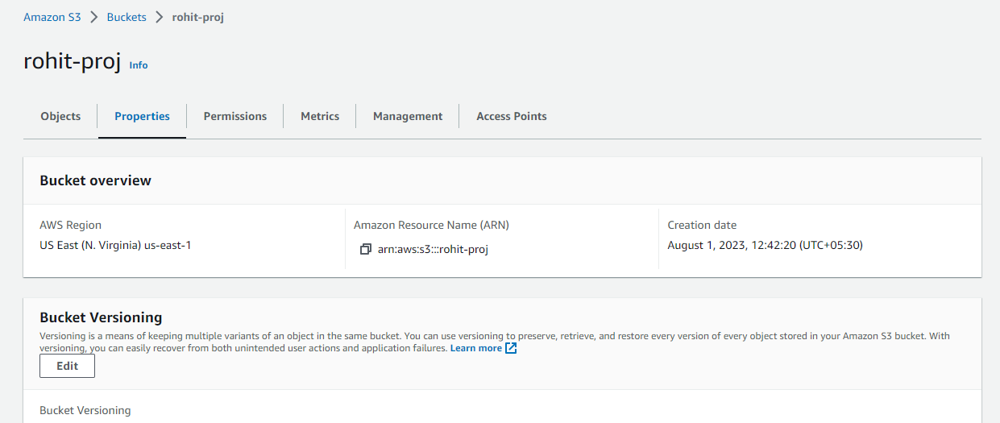 Amazon S3 > Buckets > rohit-proj
rohit-proj Info
Objects Properties Permissions Metrics Management Access Points
Bucket overview
AWS Region
US East (N. Virginia) us-east-1
Amazon Resource Name (ARN)
arn:aws:s3:::rohit-proj
Creation date
August 1, 2023, 12:42:20 (UTC+05:30)
Bucket Versioning
Versioning is a means of keeping multiple variants of an object in the same bucket. You can use versioning to preserve, retrieve, and restore every version of every object stored in your Amazon S3 bucket. With
versioning, you can easily recover from both unintended user actions and application failures. Learn more
Edit
Bucket Versioning